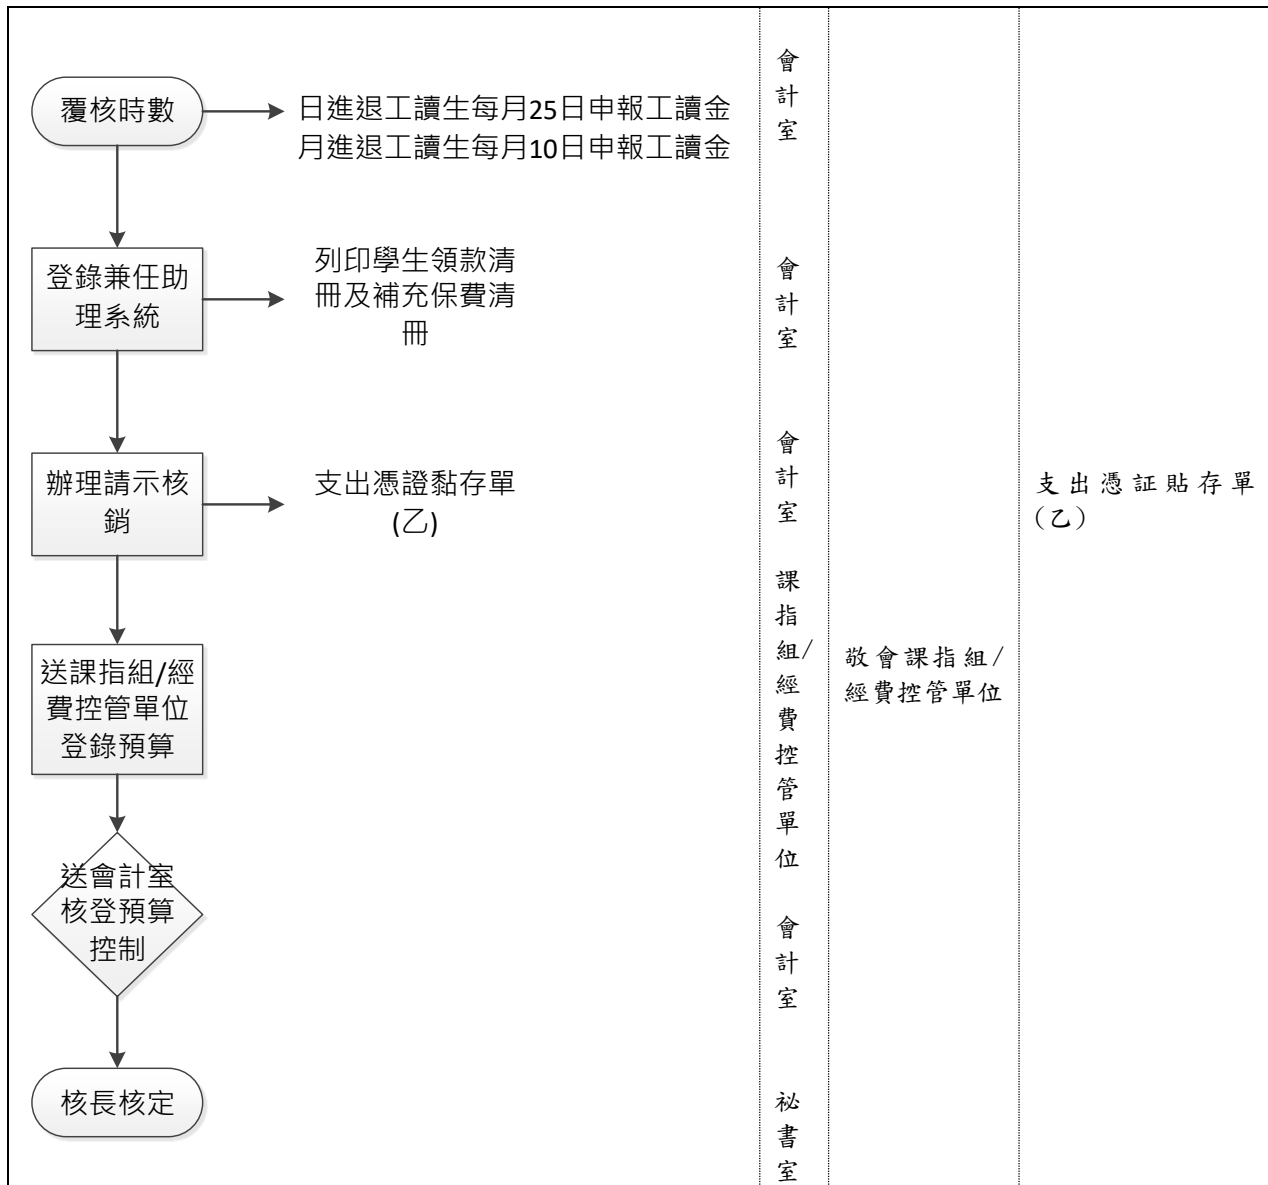 覆核時數
日進退工讀生每月25日申報工讀金
月進退工讀生每月10日申報工讀金
會
計
室
登錄兼任助
理系統
列印學生領款清
冊及補充保費清
冊
會
計
室
辦理請示核
銷
支出憑證黏存單
(乙)
會
計
室
支出憑証貼存單
(乙)
送課指組/經
費控管單位
登錄預算
課
指
組/
經
費
控
管
單
位
敬會課指組/
經費控管單位
送會計室
核登預算
控制
會
計
室
核長核定
祕
書
室